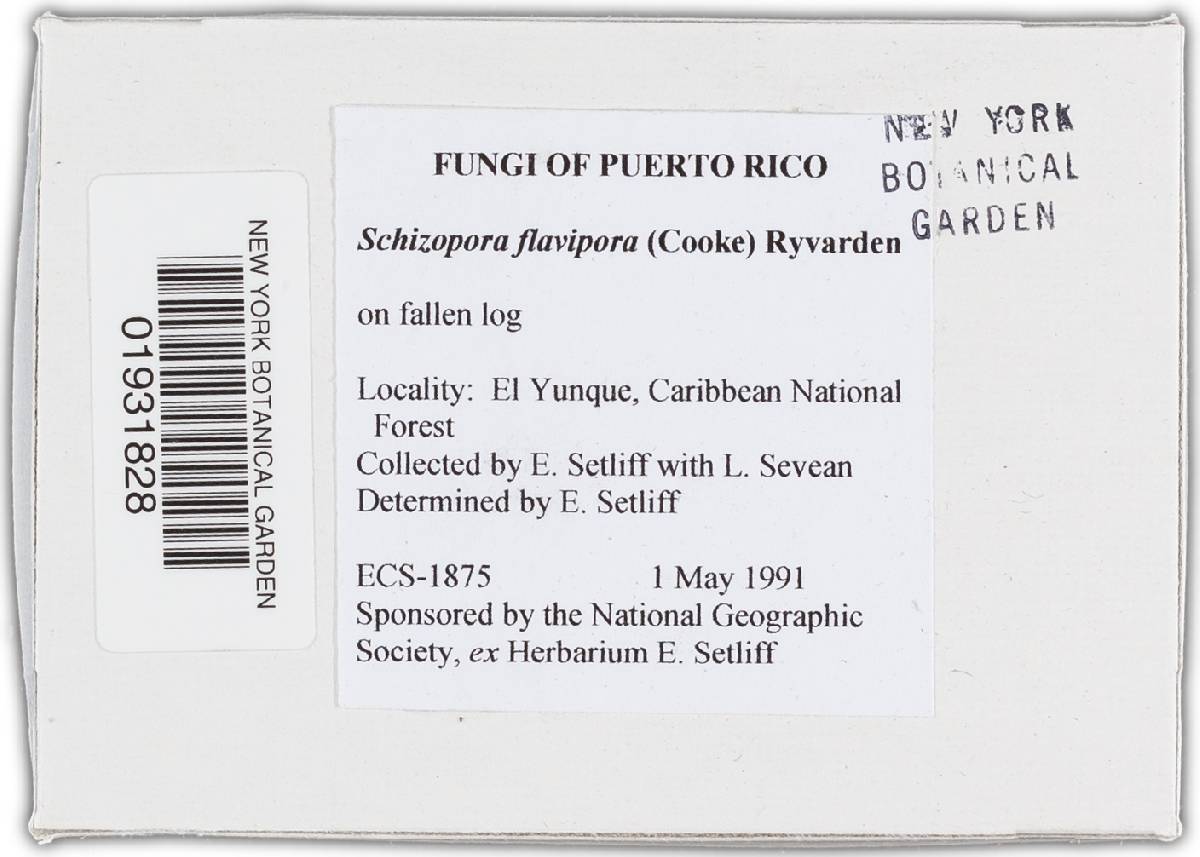 NEW YORK
BOTANICAL
GARDEN
FUNGI OF PUERTO RICO
Schizopora flavipora (Cooke) Ryvarden
on fallen log
Locality: El Yunque, Caribbean National
Forest
Collected by E. Setliff with L. Sevean
Determined by E. Setliff
ECS-1875 1 May 1991
Sponsored by the National Geographic
Society, ex Herbarium E. Setliff
NEW YORK BOTANICAL GARDEN
01931828